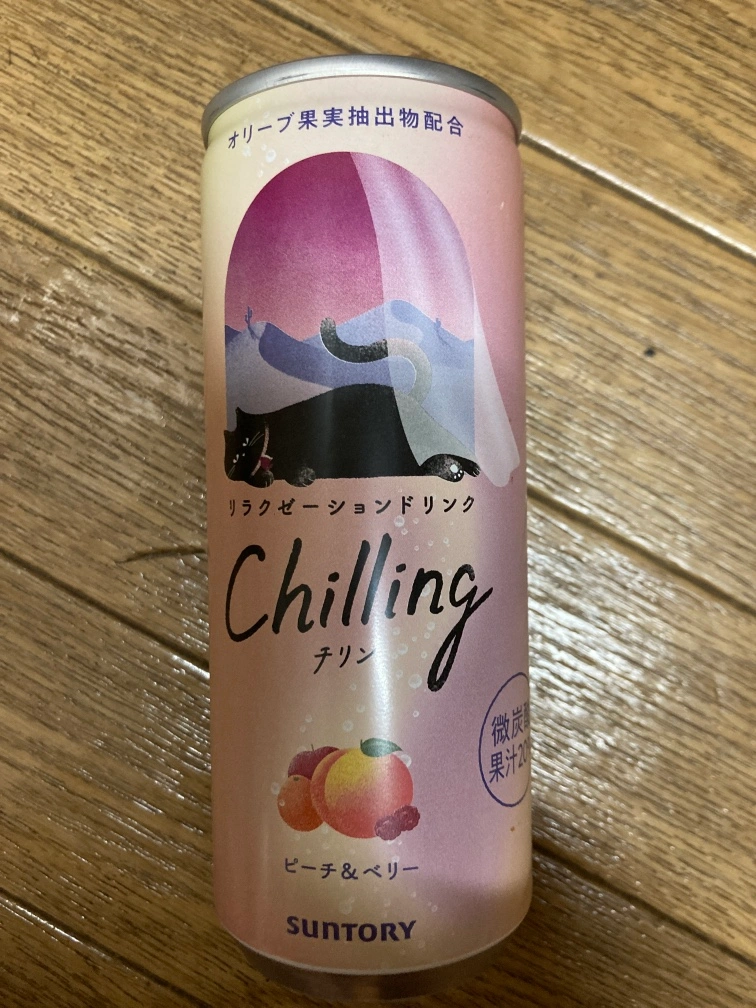 オリーブ果実抽出物配合
リラクゼーションドリンク
Chilling
チリン
微炭
果汁20
ピーチ&ベリー
SUNTORY